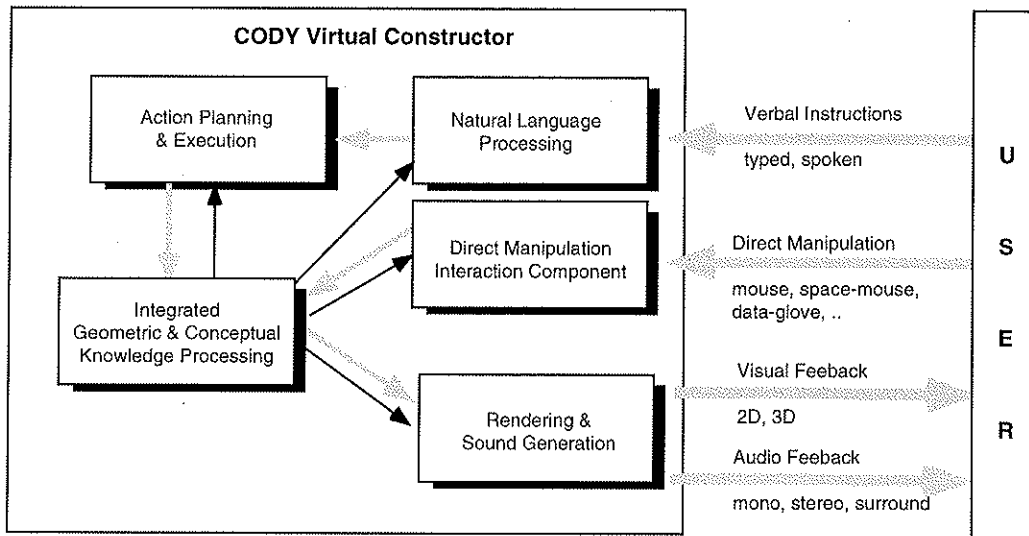 CODY Virtual Constructor
Action Planning
& Execution
Natural Language
Processing
Direct Manipulation
Interaction Component
Integrated
Geometric & Conceptual
Knowledge Processing
Rendering &
Sound Generation
Verbal Instructions
typed, spoken
Direct Manipulation
mouse, space-mouse,
data-glove, ..
Visual Feeback
2D, 3D
Audio Feeback
mono, stereo, surround
U
S
E
R